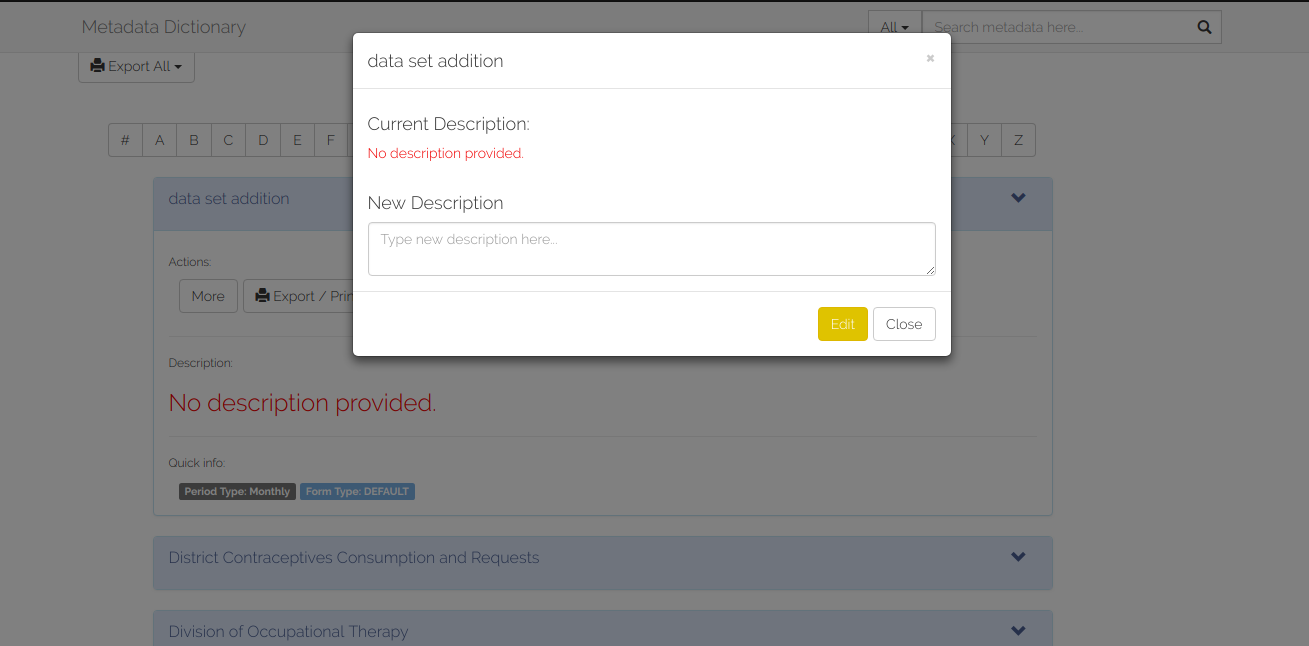 Metadata Dictionary
All
Search metadata here...
Export All
data set addition
×
# A B C D E F
Y Z
Current Description:
No description provided.
New Description
Type new description here...
Edit
Close
data set addition
Actions:
More
Export / Prin
Description:
No description provided.
Quick info:
Period Type: Monthly
Form Type: DEFAULT
District Contraceptives Consumption and Requests
Division of Occupational Therapy